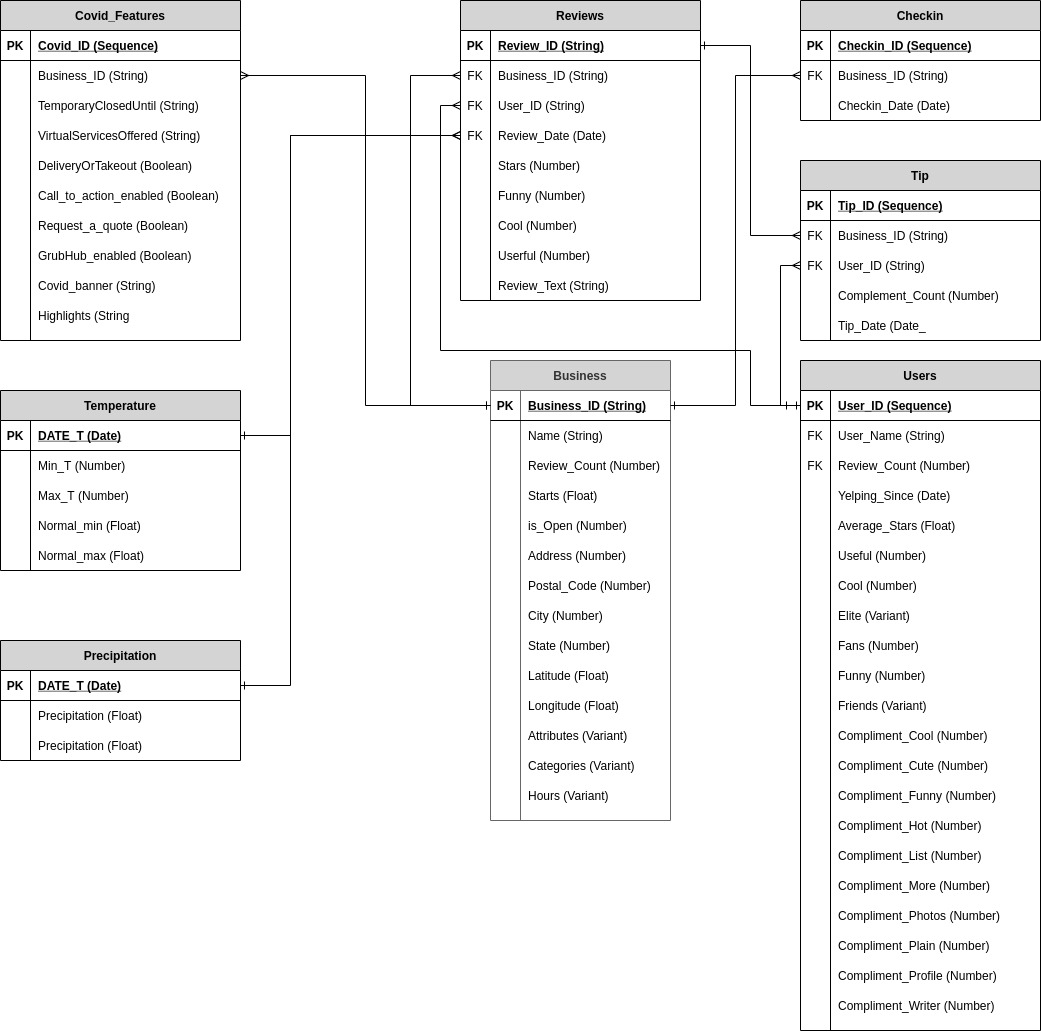 Covid_Features
PK Covid_ID (Sequence)
Business_ID (String)
TemporaryClosedUntil (String)
VirtualServicesOffered (String)
DeliveryOrTakeout (Boolean)
Call_to_action_enabled (Boolean)
Request_a_quote (Boolean)
GrubHub_enabled (Boolean)
Covid_banner (String)
Highlights (String
Reviews
PK Review_ID (String)
FK Business_ID (String)
FK User_ID (String)
FK Review_Date (Date)
Stars (Number)
Funny (Number)
Cool (Number)
Userful (Number)
Review_Text (String)
Checkin
PK Checkin_ID (Sequence)
FK Business_ID (String)
Checkin_Date (Date)
Tip
PK Tip_ID (Sequence)
FK Business_ID (String)
FK User_ID (String)
Complement_Count (Number)
Tip_Date (Date_
Temperature
PK DATE_T (Date)
Min_T (Number)
Max_T (Number)
Normal_min (Float)
Normal_max (Float)
Precipitation
PK DATE_T (Date)
Precipitation (Float)
Precipitation (Float)
Business
PK Business_ID (String)
Name (String)
Review_Count (Number)
Starts (Float)
is_Open (Number)
Address (Number)
Postal_Code (Number)
City (Number)
State (Number)
Latitude (Float)
Longitude (Float)
Attributes (Variant)
Categories (Variant)
Hours (Variant)
Users
PK User_ID (Sequence)
FK User_Name (String)
FK Review_Count (Number)
Yelping_Since (Date)
Average_Stars (Float)
Useful (Number)
Cool (Number)
Elite (Variant)
Fans (Number)
Funny (Number)
Friends (Variant)
Compliment_Cool (Number)
Compliment_Cute (Number)
Compliment_Funny (Number)
Compliment_Hot (Number)
Compliment_List (Number)
Compliment_More (Number)
Compliment_Photos (Number)
Compliment_Plain (Number)
Compliment_Profile (Number)
Compliment_Writer (Number)